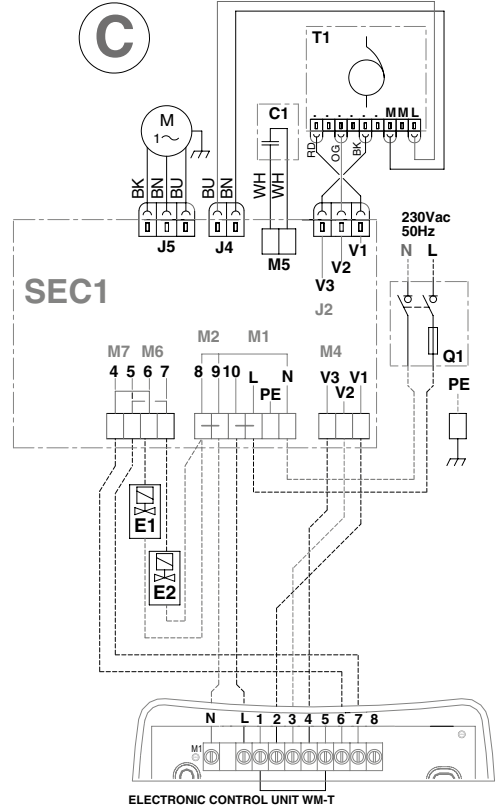 C
T1
M M L
C1
M
1~
RD
OG
BK
BK
BN
BU
BU
BN
WH
WH
J5
J4
M5
V1
V2
V3
J2
230Vac
50Hz
N L
Q1
SEC1
M7 M6
M2 M1
M4
4 5 6 7
8 9 10 L PE N
V3 V2 V1
PE
E1
E2
N L 1 2 3 4 5 6 7 8
M1
ELECTRONIC CONTROL UNIT WM-T